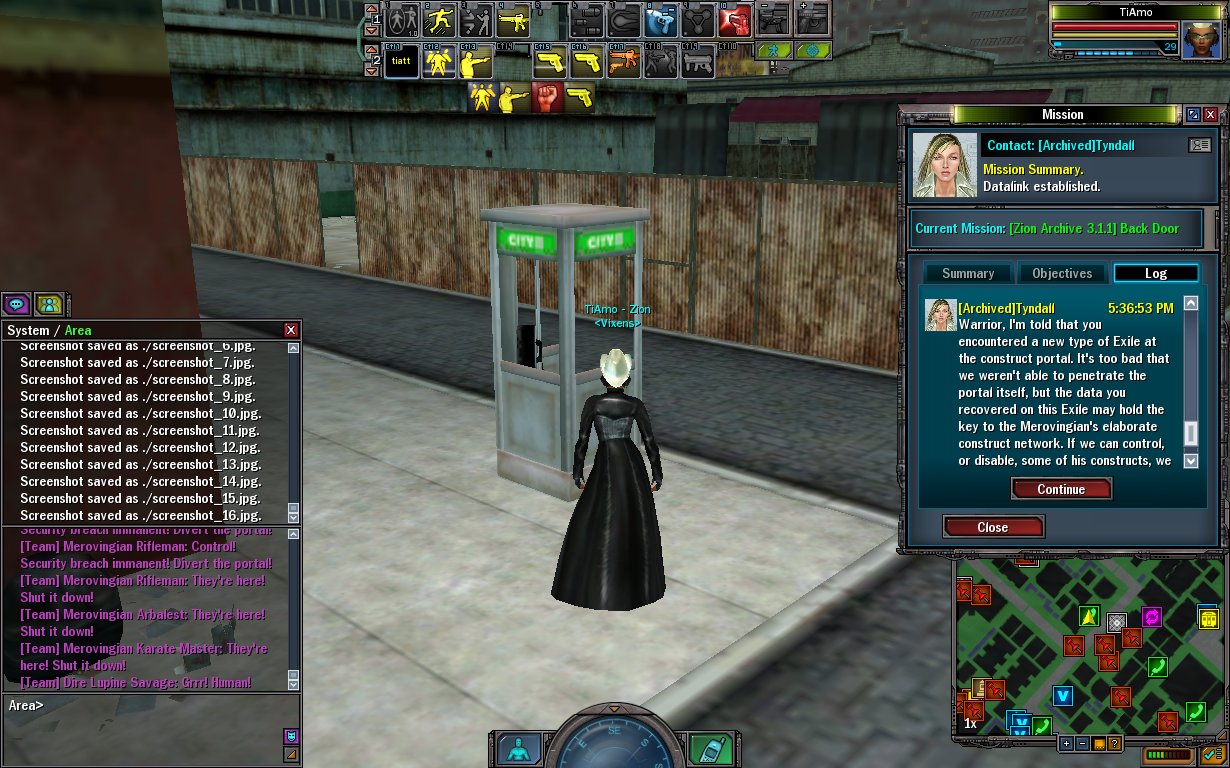 TiAmo
29
tiatt
Mission
Contact: [Archived]Tyndall
Mission Summary.
Datalink established.
Current Mission: [Zion Archive 3.1.1] Back Door
Summary
Objectives
Log
[Archived]Tyndall
5:36:53 PM
Warrior, I'm told that you
encountered a new type of Exile at
the construct portal. It's too bad that
we weren't able to penetrate the
portal itself, but the data you
recovered on this Exile may hold the
key to the Merovingian's elaborate
construct network. If we can control,
or disable, some of his constructs, we
Continue
Close
CITY
CITY
TiAmo - Zion
<Vixens>
System / Area
Screenshot saved as ./screenshot_6.jpg.
Screenshot saved as ./screenshot_7.jpg.
Screenshot saved as ./screenshot_8.jpg.
Screenshot saved as ./screenshot_9.jpg.
Screenshot saved as ./screenshot_10.jpg.
Screenshot saved as ./screenshot_11.jpg.
Screenshot saved as ./screenshot_12.jpg.
Screenshot saved as ./screenshot_13.jpg.
Screenshot saved as ./screenshot_14.jpg.
Screenshot saved as ./screenshot_15.jpg.
Screenshot saved as ./screenshot_16.jpg.
Security breach immanent! Divert the portal!
[Team] Merovingian Rifleman: Control!
Security breach immanent! Divert the portal!
[Team] Merovingian Rifleman: They're here!
Shut it down!
[Team] Merovingian Arbalest: They're here!
Shut it down!
[Team] Merovingian Karate Master: They're
here! Shut it down!
[Team] Dire Lupine Savage: Grrr! Human!
Area>
1x
SE
E
S